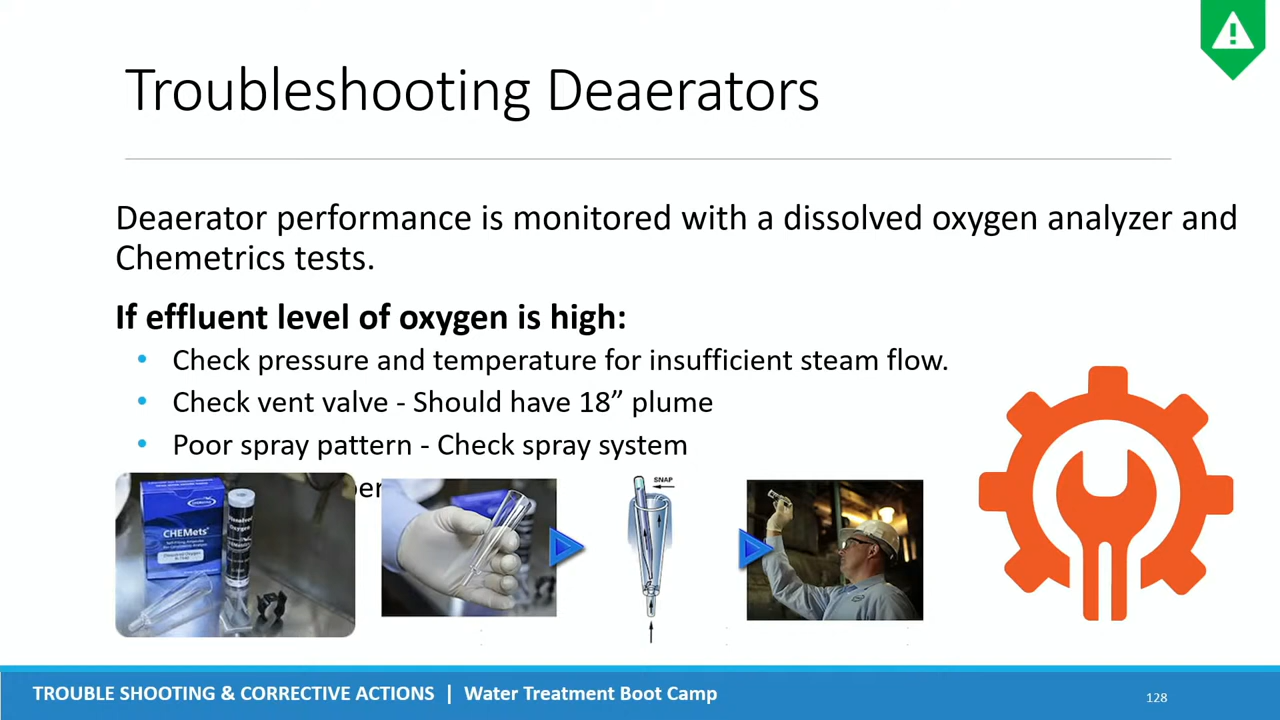 Troubleshooting Deaerators
Deaerator performance is monitored with a dissolved oxygen analyzer and
Chemetrics tests.
If effluent level of oxygen is high:
• Check pressure and temperature for insufficient steam flow.
• Check vent valve - Should have 18” plume
• Poor spray pattern - Check spray system
CHEMets
Oxygen
SNAP
TROUBLE SHOOTING & CORRECTIVE ACTIONS | Water Treatment Boot Camp
128